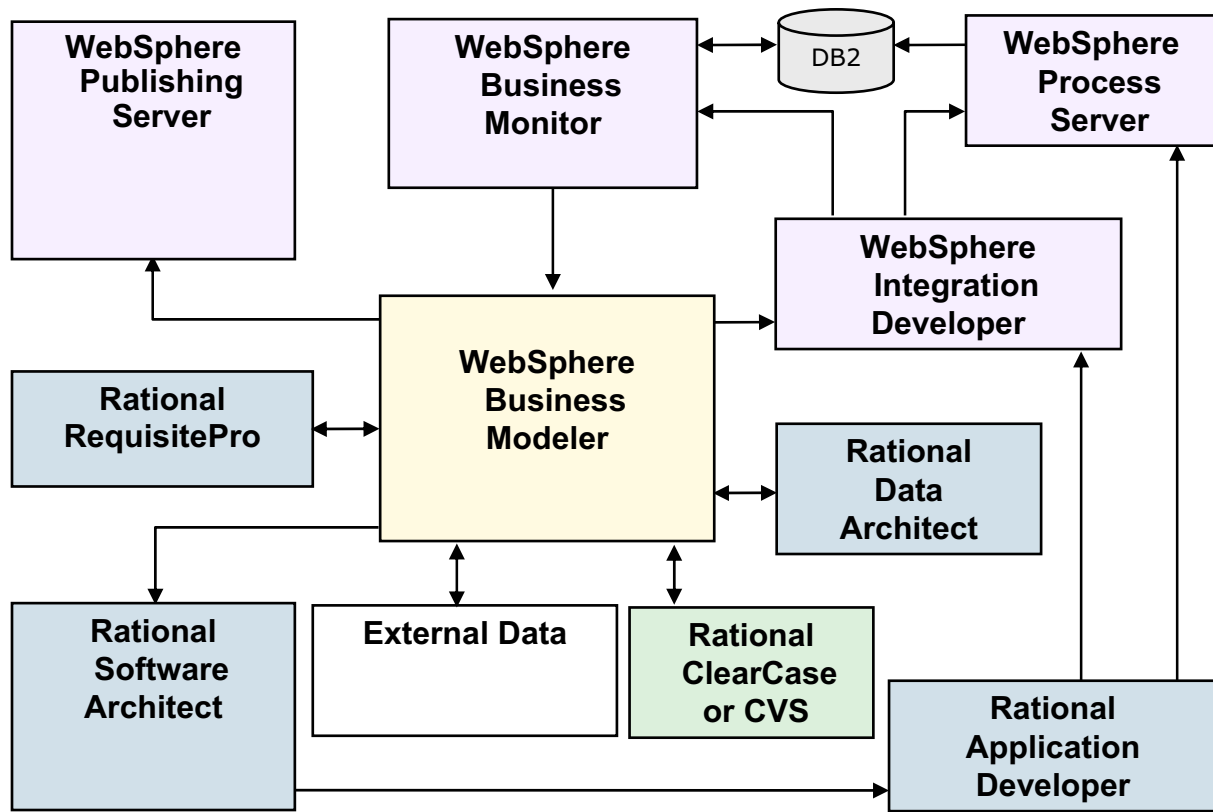 WebSphere
Publishing
Server
WebSphere
Business
Monitor
DB2
WebSphere
Process
Server
WebSphere
Integration
Developer
WebSphere
Business
Modeler
Rational
RequisitePro
Rational
Data
Architect
Rational
Software
Architect
External Data
Rational
ClearCase
or CVS
Rational
Application
Developer